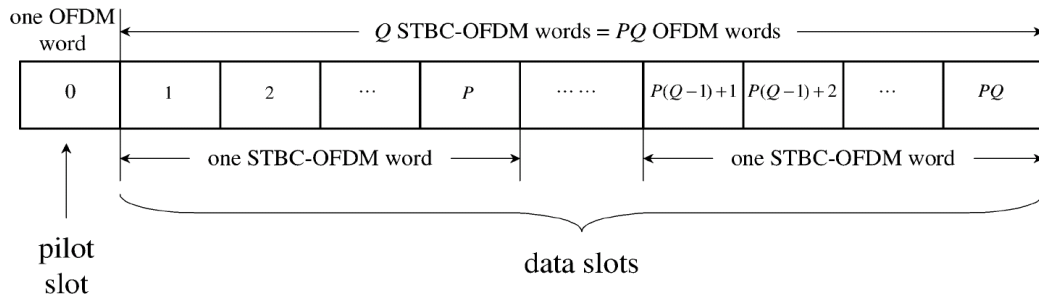 one OFDM
word
Q STBC-OFDM words = PQ OFDM words
0 1 2 ... P ... ... P(Q−1)+1 P(Q−1)+2 ... PQ
one STBC-OFDM word one STBC-OFDM word
pilot
slot
data slots